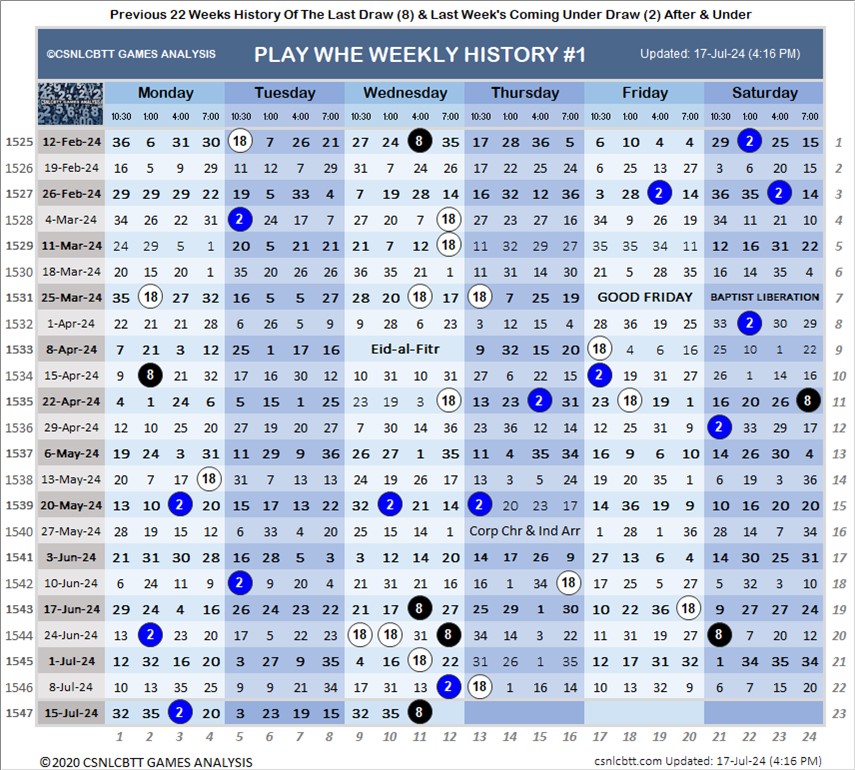 Previous 22 Weeks History Of The Last Draw (8) & Last Week's Coming Under Draw (2) After & Under
©CSNLCBTT GAMES ANALYSIS PLAY WHE WEEKLY HISTORY #1 Updated: 17-Jul-24 (4:16 PM)
Monday Tuesday Wednesday Thursday Friday Saturday
10:30 1:00 4:00 7:00 10:30 1:00 4:00 7:00 10:30 1:00 4:00 7:00 10:30 1:00 4:00 7:00 10:30 1:00 4:00 7:00 10:30 1:00 4:00 7:00
1525 12-Feb-24 36 6 31 30 18 7 26 21 27 24 8 35 17 28 36 5 6 10 4 4 29 2 25 15 1
1526 19-Feb-24 16 5 9 29 11 12 7 29 31 7 24 26 17 22 25 24 6 25 13 27 3 6 20 15 2
1527 26-Feb-24 29 29 29 22 19 5 33 4 7 19 28 14 16 32 12 36 3 28 2 14 36 35 2 14 3
1528 4-Mar-24 34 26 22 31 2 24 17 7 27 20 7 18 27 23 27 16 34 9 26 19 34 11 21 10 4
1529 11-Mar-24 24 29 5 1 20 5 21 21 21 7 12 18 11 32 29 27 35 35 34 11 12 16 31 22 5
1530 18-Mar-24 20 15 20 1 35 20 26 26 36 35 21 1 11 31 14 30 21 5 28 35 16 14 35 4 6
1531 25-Mar-24 35 18 27 32 16 5 5 27 28 20 18 17 18 7 25 19 GOOD FRIDAY BAPTIST LIBERATION 7
1532 1-Apr-24 22 21 21 28 6 26 5 9 9 28 6 23 3 12 15 4 28 36 19 25 33 2 30 29 8
1533 8-Apr-24 7 21 3 12 25 1 17 16 Eid-al-Fitr 9 32 15 20 18 4 6 16 25 10 1 22 9
1534 15-Apr-24 9 8 21 32 17 16 30 12 10 31 10 31 27 6 22 15 2 19 31 27 26 1 14 16 10
1535 22-Apr-24 4 1 24 6 5 15 1 25 23 19 3 18 13 23 2 31 23 18 19 1 16 20 26 8 11
1536 29-Apr-24 12 10 25 20 27 19 20 27 7 30 14 36 23 36 12 14 12 25 31 9 2 33 29 17 12
1537 6-May-24 19 24 3 31 11 29 9 36 26 27 1 35 11 4 35 34 16 9 6 10 14 26 30 4 13
1538 13-May-24 20 7 17 18 31 7 13 13 24 19 26 17 13 3 5 24 19 20 35 1 6 19 3 36 14
1539 20-May-24 13 10 2 20 15 17 13 22 32 2 21 14 2 20 23 17 14 36 19 9 10 16 20 20 15
1540 27-May-24 28 19 15 12 6 33 4 20 25 15 14 1 Corp Chr & Ind Arr 1 28 1 36 28 14 7 34 16
1541 3-Jun-24 21 31 30 28 16 28 5 3 3 12 14 20 14 17 26 9 27 13 6 4 14 30 25 31 17
1542 10-Jun-24 6 24 11 9 2 9 20 4 21 31 21 16 16 1 34 18 17 25 5 27 5 32 3 10 18
1543 17-Jun-24 29 24 4 16 26 24 23 22 21 17 8 27 25 29 1 30 10 22 36 20 9 27 27 24 19
1544 24-Jun-24 13 2 23 20 17 5 22 23 18 18 31 8 34 14 3 22 11 31 19 27 8 7 20 12 20
1545 1-Jul-24 12 32 16 20 3 27 9 35 4 16 18 22 31 26 1 35 12 17 31 32 1 34 35 34 21
1546 8-Jul-24 10 13 35 25 9 9 21 34 17 31 13 2 18 1 16 14 10 13 32 9 6 7 15 20 22
1547 15-Jul-24 32 35 2 20 3 23 19 15 32 35 8 23
1 2 3 4 5 6 7 8 9 10 11 12 13 14 15 16 17 18 19 20 21 22 23 24
©2020 CSNLCBTT GAMES ANALYSIS csnlcbtt.com Updated: 17-Jul-24 (4:16 PM)